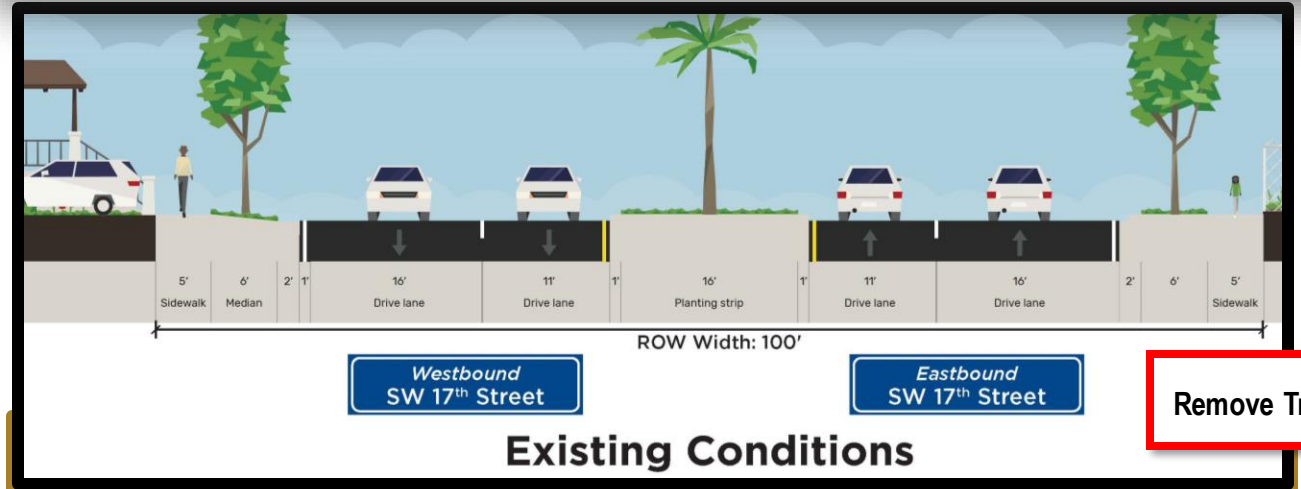 5' 6' 2' 1' 16' 11' 1' 16' 1' 11' 16' 2' 6' 5'
Sidewalk Median Drive lane Drive lane Planting strip Drive lane Drive lane Sidewalk
ROW Width: 100'
Westbound
SW 17th Street
Eastbound
SW 17th Street
Remove Tr
Existing Conditions